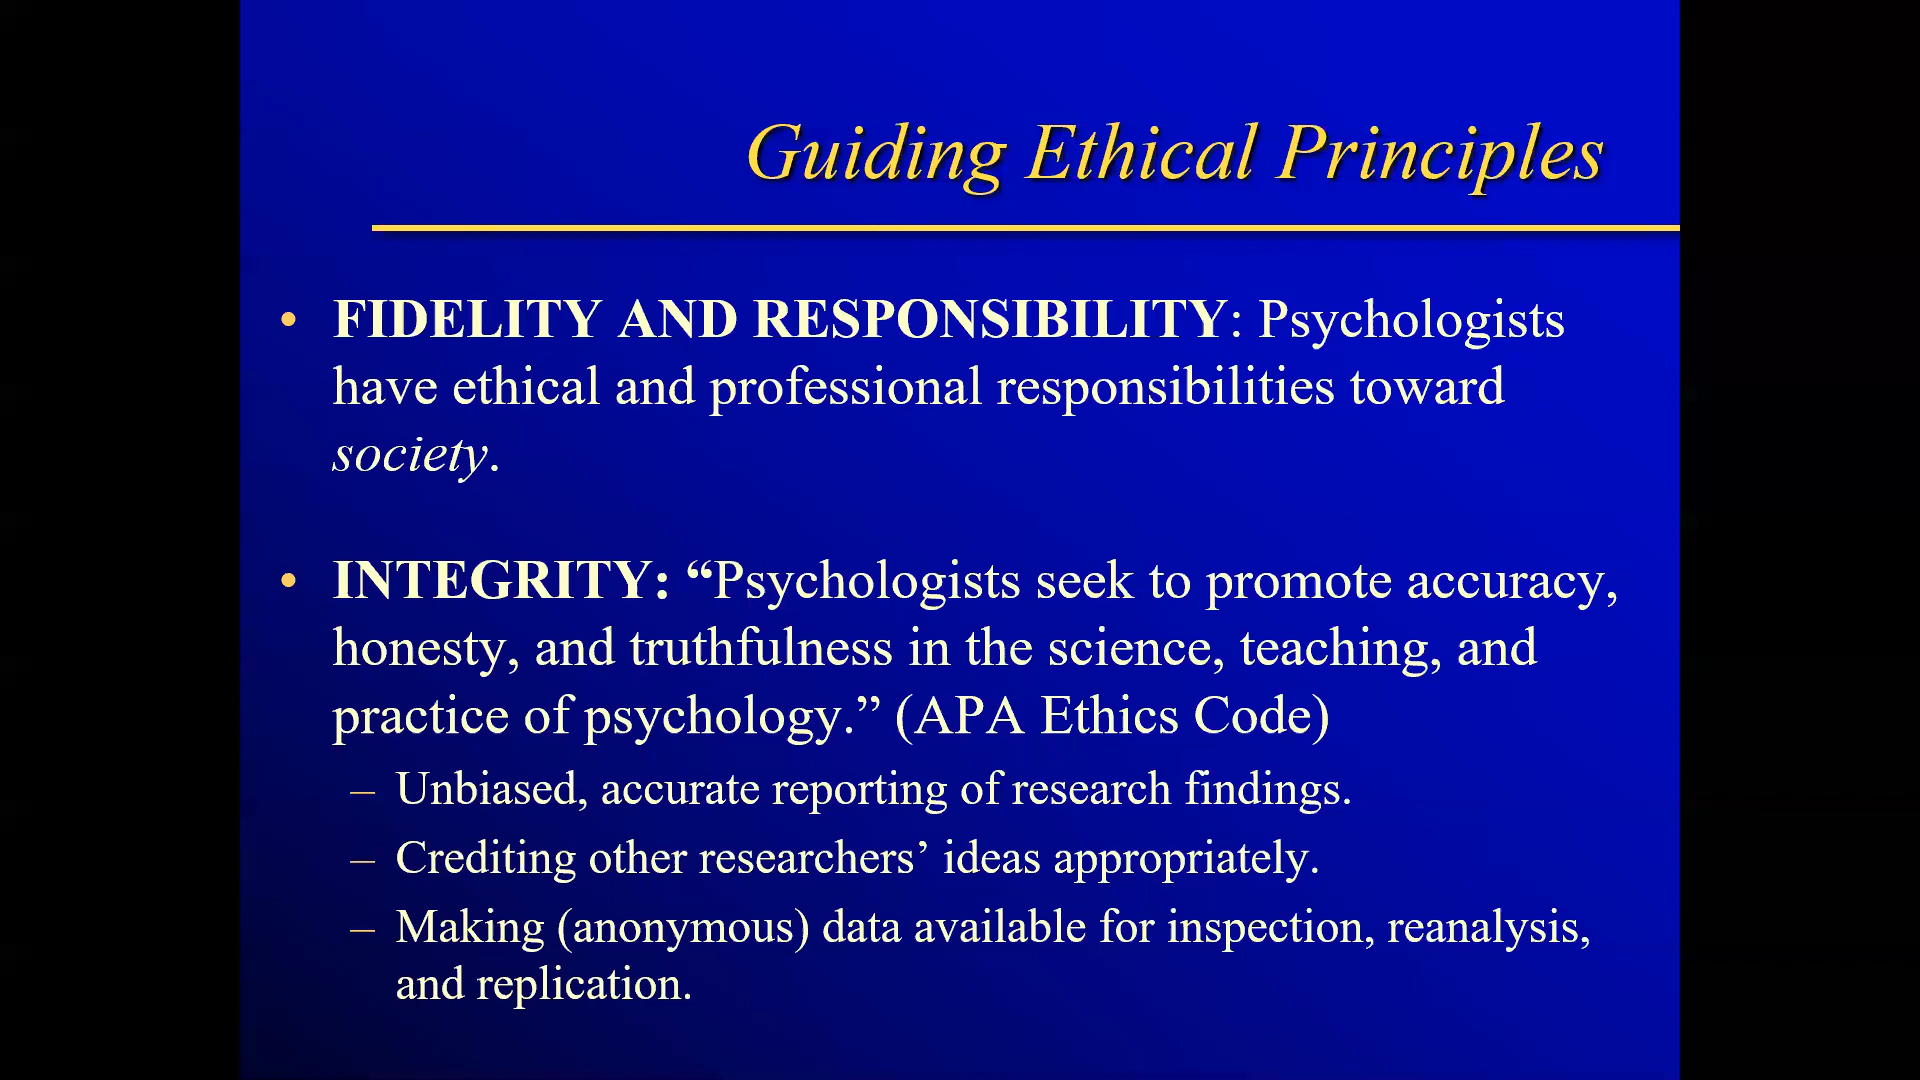 Guiding Ethical Principles
• FIDELITY AND RESPONSIBILITY: Psychologists
have ethical and professional responsibilities toward
society.
• INTEGRITY: “Psychologists seek to promote accuracy,
honesty, and truthfulness in the science, teaching, and
practice of psychology.” (APA Ethics Code)
– Unbiased, accurate reporting of research findings.
– Crediting other researchers’ ideas appropriately.
– Making (anonymous) data available for inspection, reanalysis,
and replication.